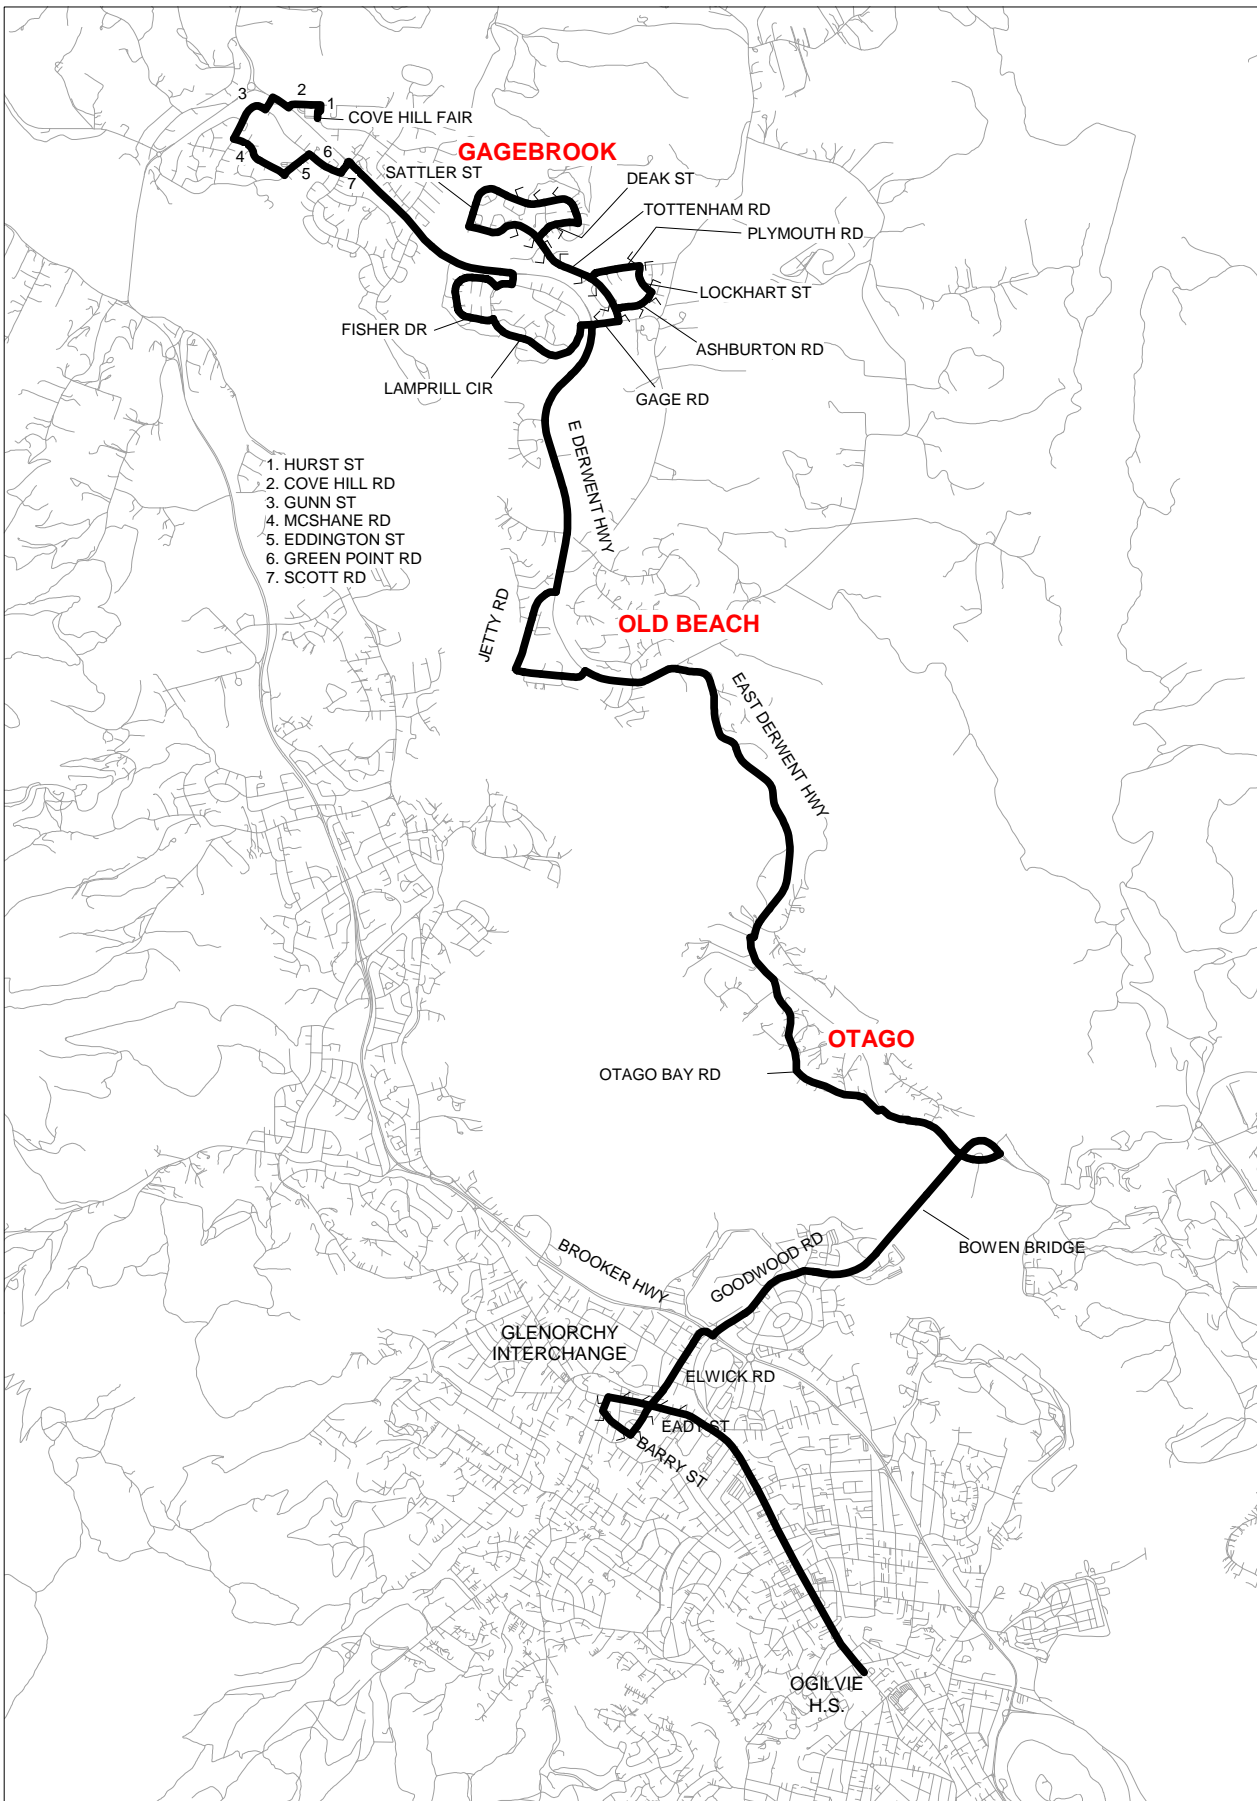 2
3
1
COVE HILL FAIR
4
6
5
7
GAGEBROOK
SATTLER ST
DEAK ST
TOTTENHAM RD
PLYMOUTH RD
LOCKHART ST
FISHER DR
ASHBURTON RD
LAMPRILL CIR
GAGE RD
E DERWENT HWY
1. HURST ST
2. COVE HILL RD
3. GUNN ST
4. MCSHANE RD
5. EDDINGTON ST
6. GREEN POINT RD
7. SCOTT RD
JETTY RD
OLD BEACH
EAST DERWENT HWY
OTAGO
OTAGO BAY RD
BOWEN BRIDGE
GOODWOOD RD
BROOKER HWY
GLENORCHY
INTERCHANGE
ELWICK RD
EADY ST
BARRY ST
OGILVIE
H.S.